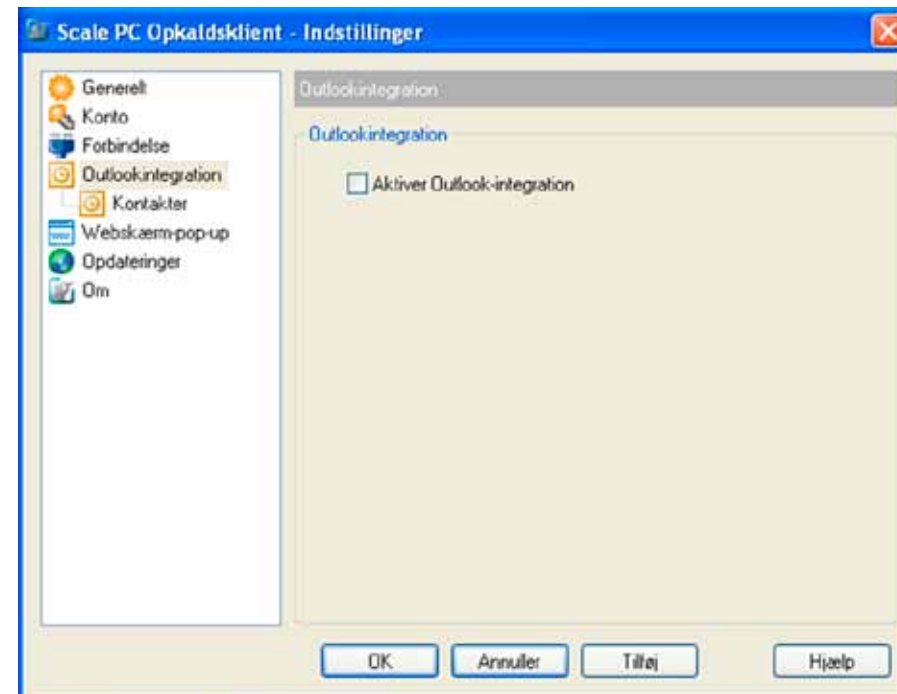 Scale PC Opkaldsklient - Indstillinger
Generelt
Konto
Forbindelse
Outlookintegration
Kontakter
Webskærm-pop-up
Opdateringer
Om
Outlookintegration
Outlookintegration
Aktiver Outlook-integration
OK
Annuller
Tilføj
Hjælp